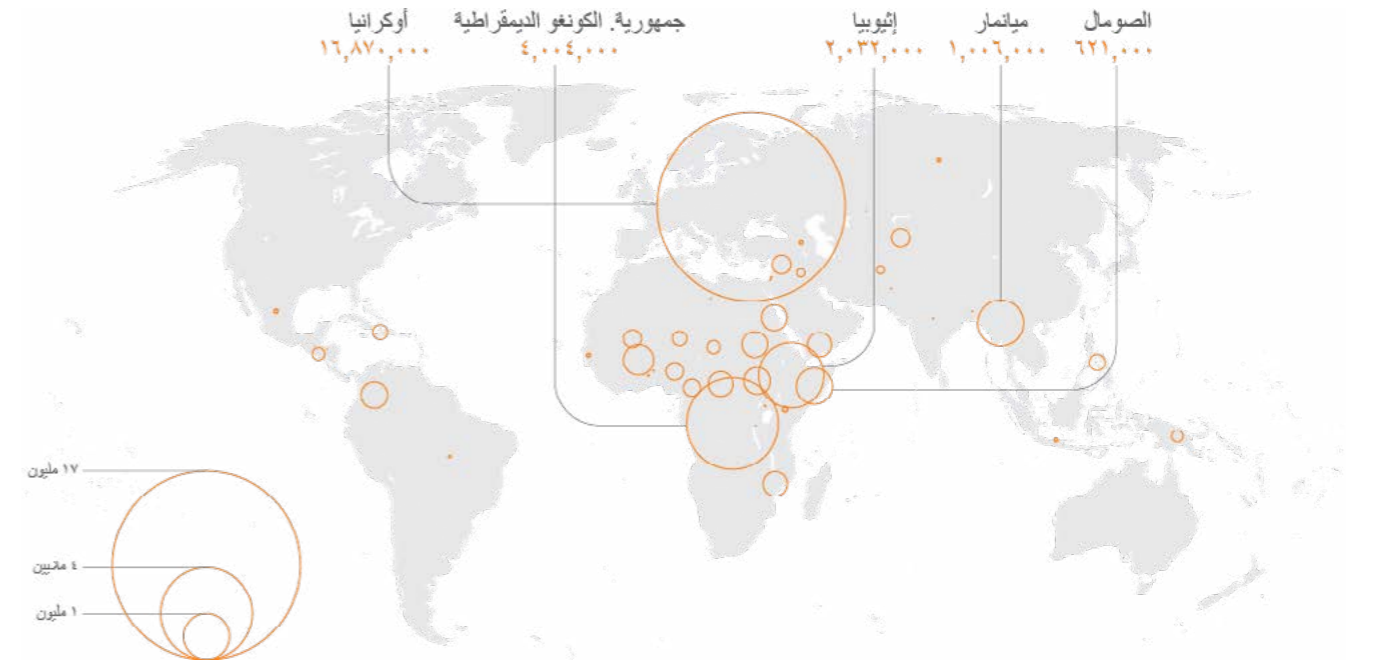 الصومال
٦٢١,٠٠٠
ميانمار
١,٠٠٦,٠٠٠
إثيوبيا
٢,٠٣٢,٠٠٠
جمهورية. الكونغو الديمقراطية
٤,٠٠٤,٠٠٠
أوكرانيا
١٦,٨٧٠,٠٠٠
١٧ مليون
٤ ملايين
١ مليون